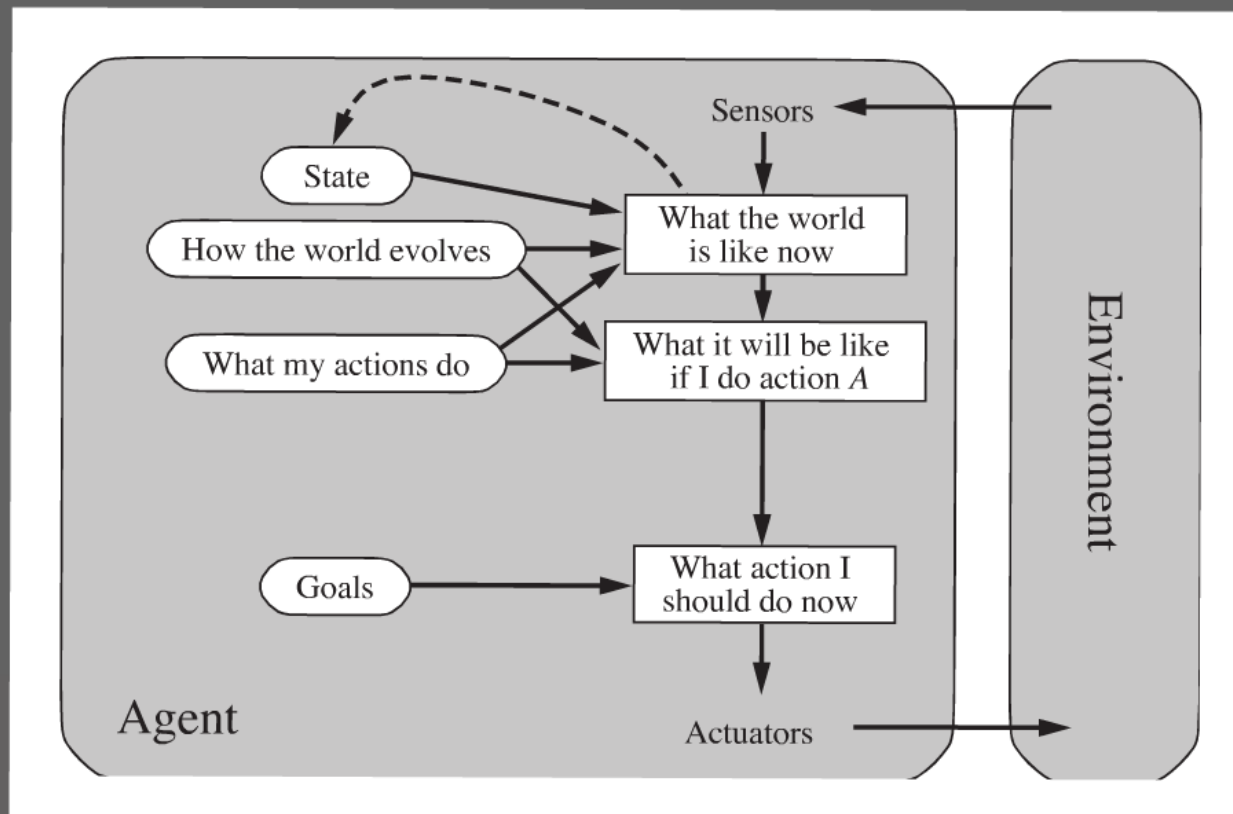 Sensors
State
What the world
is like now
How the world evolves
What it will be like
if I do action A
What my actions do
Environment
What action I
should do now
Goals
Agent
Actuators